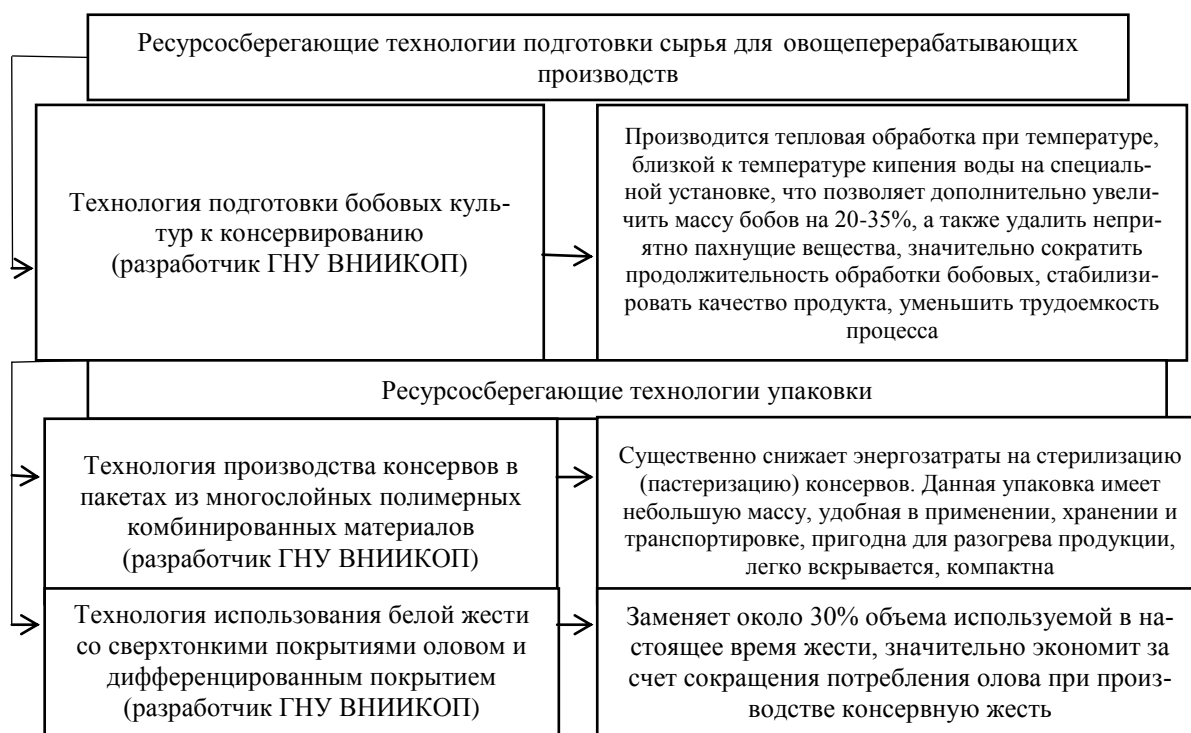 Ресурсосберегающие технологии подготовки сырья для овощеперерабатывающих
производств
Технология подготовки бобовых куль-
тур к консервированию
(разработчик ГНУ ВНИИКОП)
Производится тепловая обработка при температуре,
близкой к температуре кипения воды на специаль-
ной установке, что позволяет дополнительно увели-
чить массу бобов на 20-35%, а также удалить непри-
ятно пахнущие вещества, значительно сократить
продолжительность обработки бобовых, стабилизи-
ровать качество продукта, уменьшить трудоемкость
процесса
Ресурсосберегающие технологии упаковки
Технология производства консервов в
пакетах из многослойных полимерных
комбинированных материалов
(разработчик ГНУ ВНИИКОП)
Существенно снижает энергозатраты на стерилизацию
(пастеризацию) консервов. Данная упаковка имеет
небольшую массу, удобная в применении, хранении и
транспортировке, пригодна для разогрева продукции,
легко вскрывается, компактна
Технология использования белой жести
со сверхтонкими покрытиями оловом и
дифференцированным покрытием
(разработчик ГНУ ВНИИКОП)
Заменяет около 30% объема используемой в на-
стоящее время жести, значительно экономит за
счет сокращения потребления олова при произ-
водстве консервную жесть